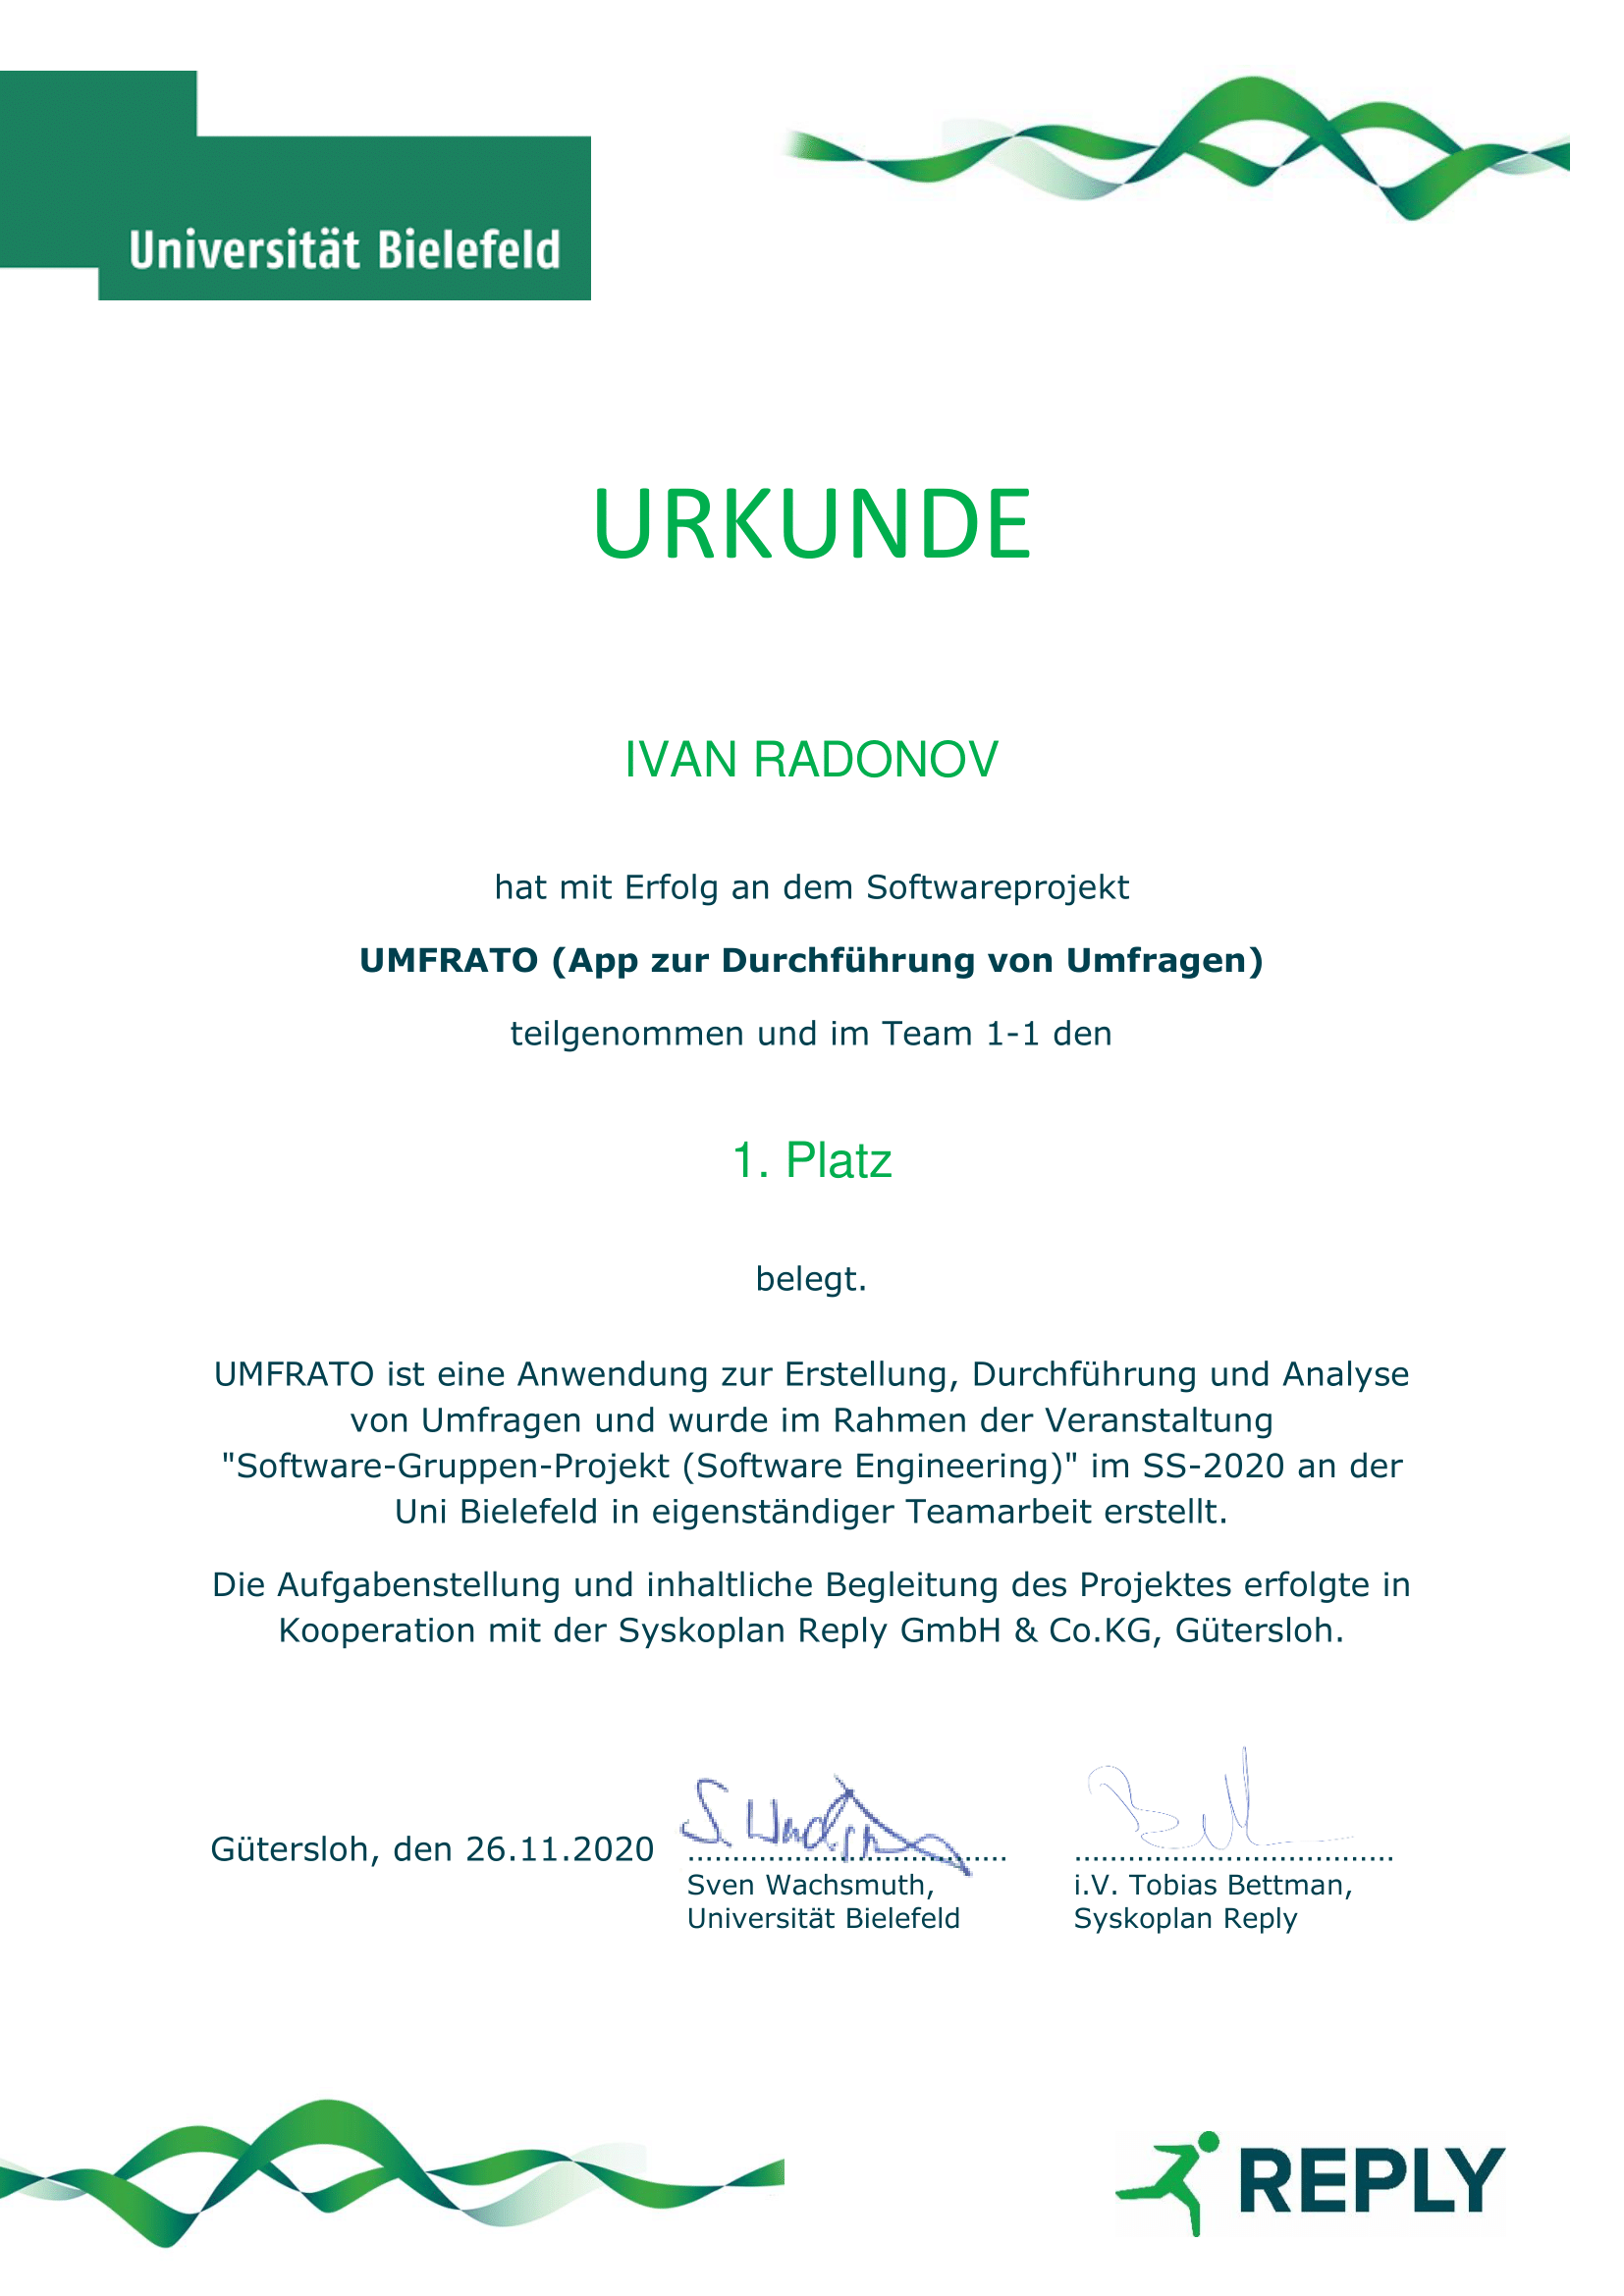 Universität Bielefeld
URKUNDE
IVAN RADONOV
hat mit Erfolg an dem Softwareprojekt
UMFRATO (App zur Durchführung von Umfragen)
teilgenommen und im Team 1-1 den
1. Platz
belegt.
UMFRATO ist eine Anwendung zur Erstellung, Durchführung und Analyse
von Umfragen und wurde im Rahmen der Veranstaltung
"Software-Gruppen-Projekt (Software Engineering)" im SS-2020 an der
Uni Bielefeld in eigenständiger Teamarbeit erstellt.
Die Aufgabenstellung und inhaltliche Begleitung des Projektes erfolgte in
Kooperation mit der Syskoplan Reply GmbH & Co.KG, Gütersloh.
Gütersloh, den 26.11.2020
Sven Wachsmuth,
Universität Bielefeld
i.V. Tobias Bettman,
Syskoplan Reply
REPLY